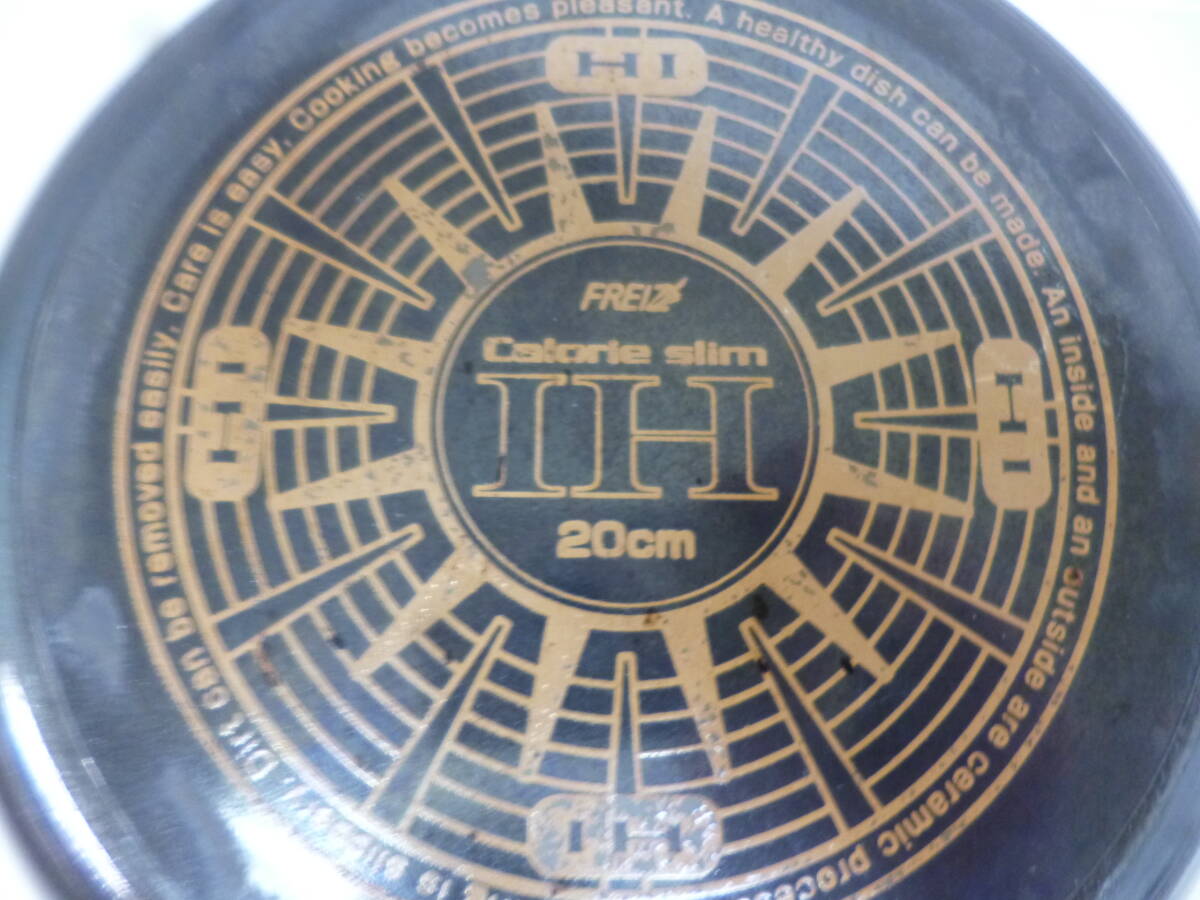 FREIZ
Calorie slim
IH
20cm
IH
IH
IH
IH
Dirt can be removed easily, Care is easy, Cooking becomes pleasant. A healthy dish can be made. An inside and an outside are ceramic